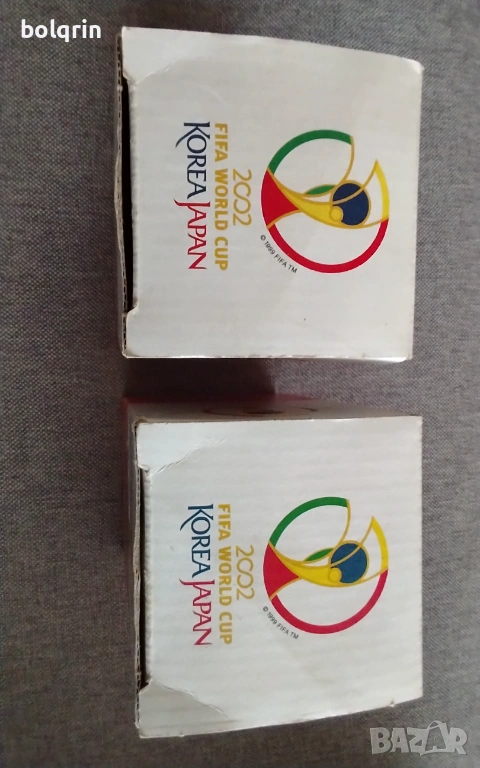 bolqrin
© 1999 FIFA TM
2002
FIFA WORLD CUP
KOREA JAPAN
© 1999 FIFA TM
2002
FIFA WORLD CUP
KOREA JAPAN
BAZAR